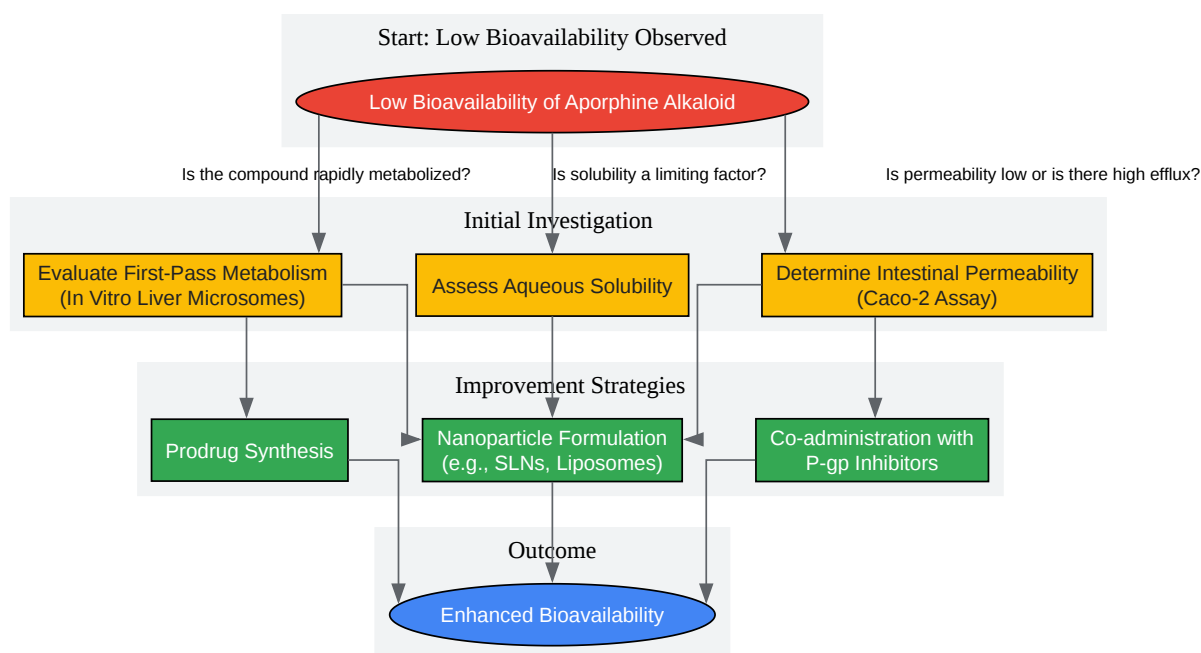 Start: Low Bioavailability Observed
Low Bioavailability of Aporphine Alkaloid
Is the compound rapidly metabolized?
Is solubility a limiting factor?
Is permeability low or is there high efflux?
Initial Investigation
Evaluate First-Pass Metabolism
(In Vitro Liver Microsomes)
Assess Aqueous Solubility
Determine Intestinal Permeability
(Caco-2 Assay)
Improvement Strategies
Prodrug Synthesis
Nanoparticle Formulation
(e.g., SLNs, Liposomes)
Co-administration with
P-gp Inhibitors
Outcome
Enhanced Bioavailability